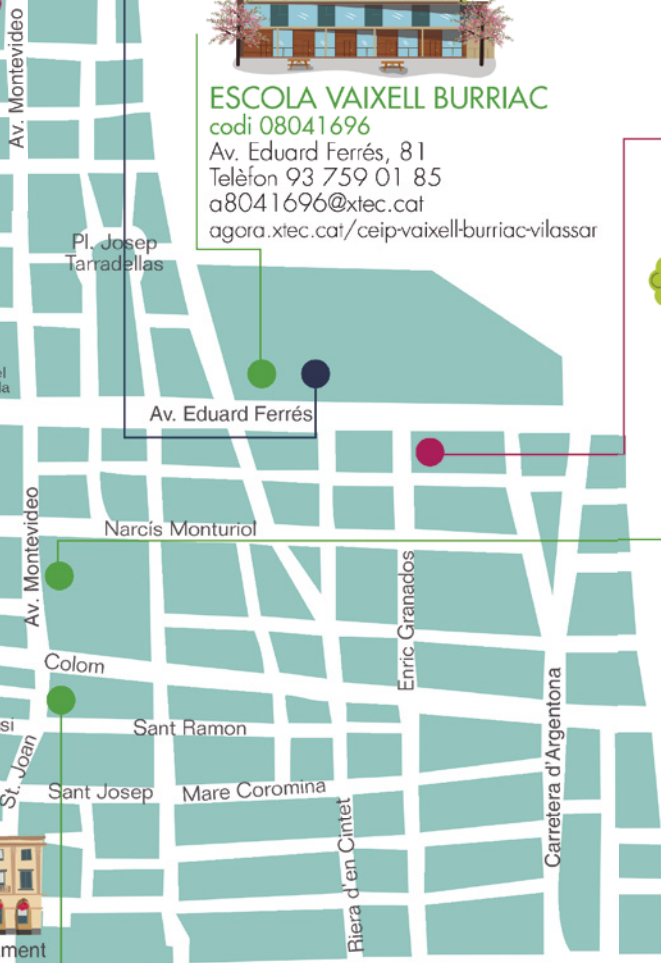 Av. Montevideo
ESCOLA VAIXELL BURRIAC
codi 08041696
Av. Eduard Ferrés, 81
Telèfon 93 759 01 85
a8041696@xtec.cat
agora.xtec.cat/ceip-vaixell-burriac-vilassar
Pl. Josep
Tarradellas
Av. Eduard Ferrés
Av. Montevideo
Narcís Monturiol
Enric Granados
Colom
Carretera d'Argentona
Sant Ramon
St. Joan
Sant Josep
Mare Coromina
Riera d'en Cintet